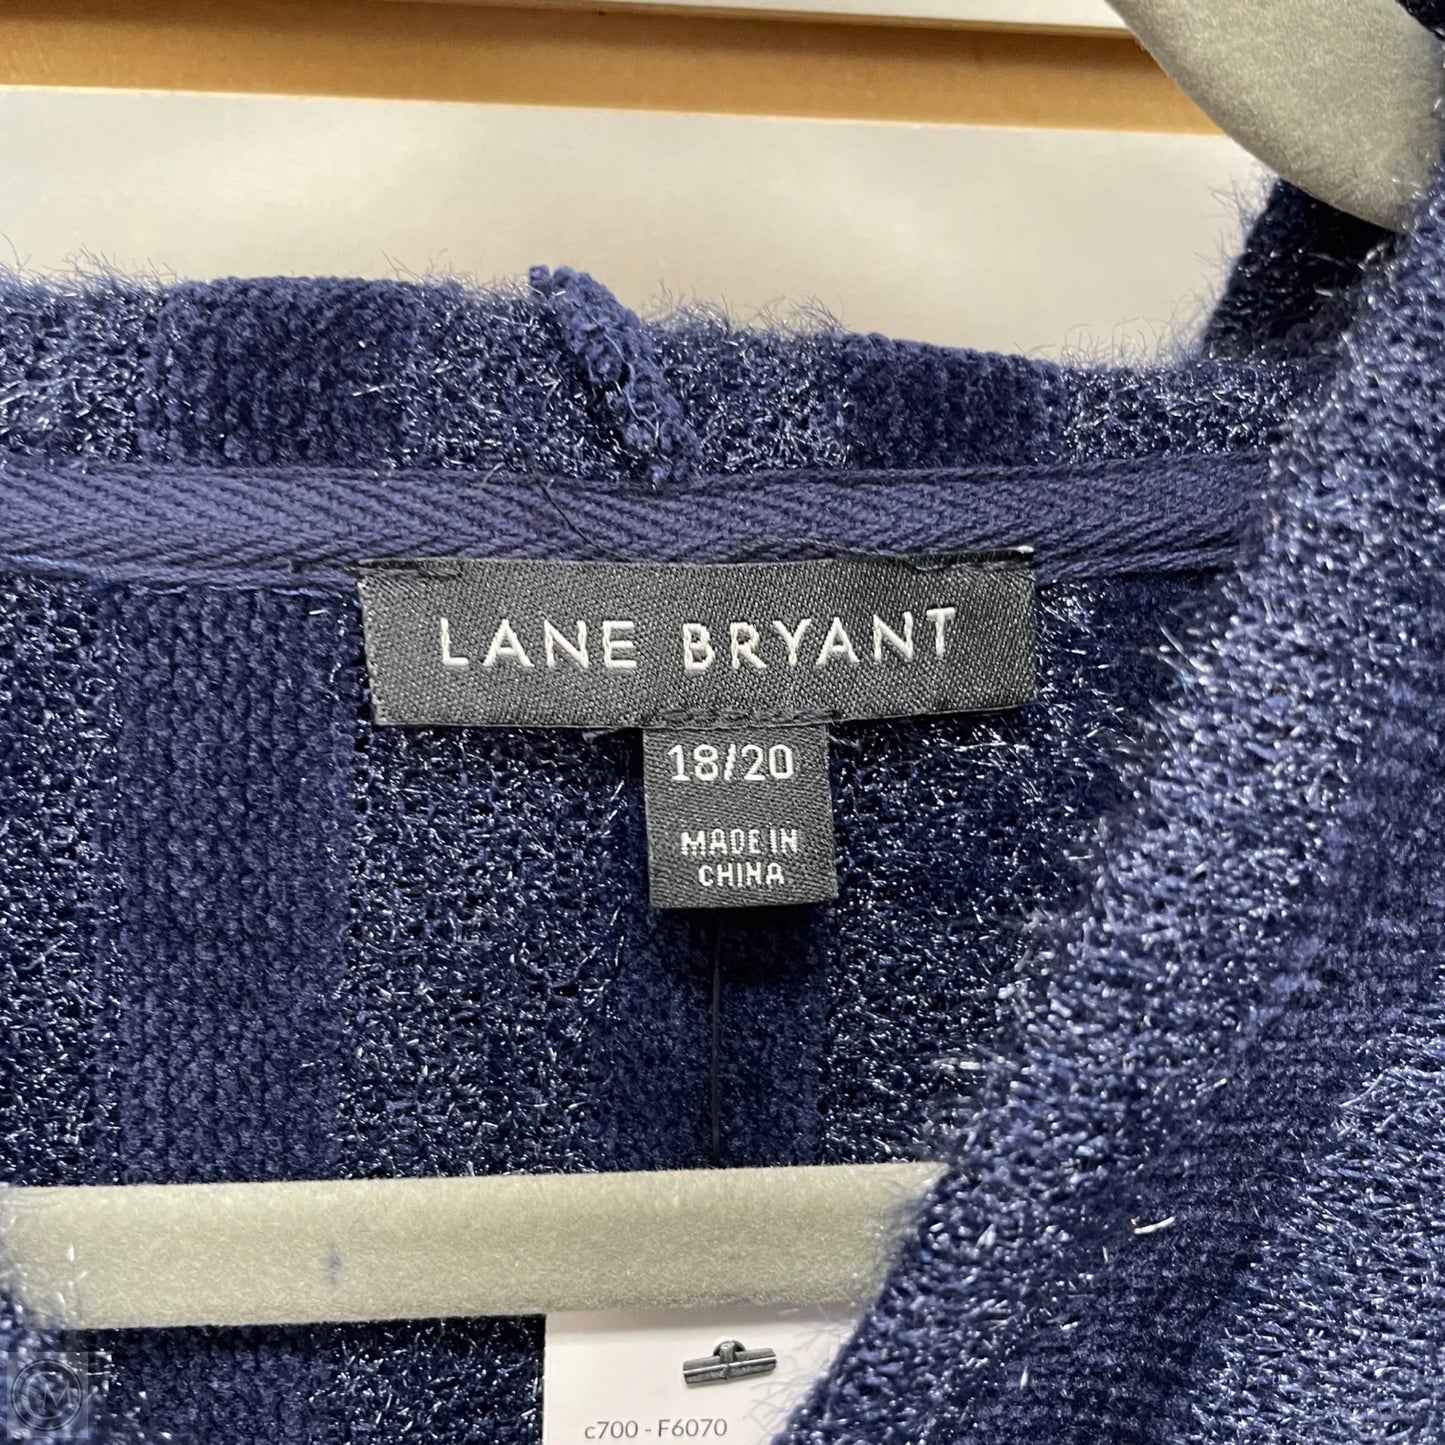 LANE BRYANT
18/20
MADE IN
CHINA
c700 - F6070